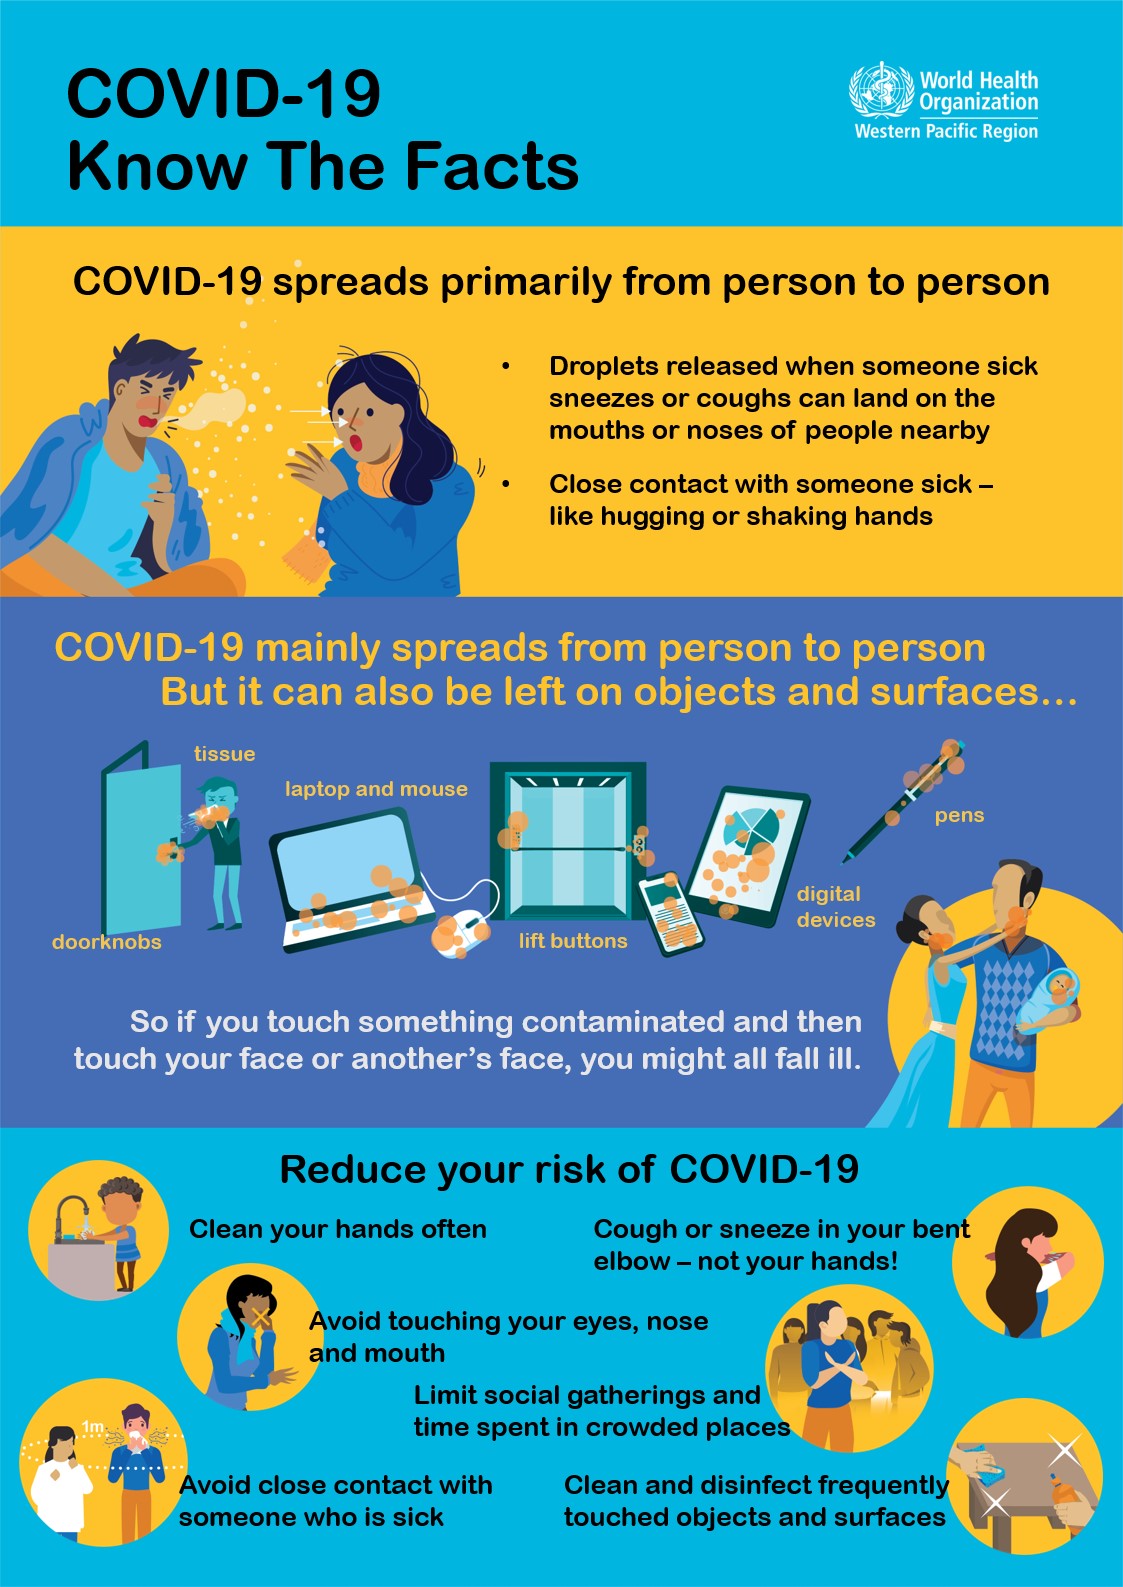 COVID-19
Know The Facts
World Health
Organization
Western Pacific Region
COVID-19 spreads primarily from person to person
• Droplets released when someone sick
sneezes or coughs can land on the
mouths or noses of people nearby
• Close contact with someone sick –
like hugging or shaking hands
COVID-19 mainly spreads from person to person
But it can also be left on objects and surfaces...
tissue
laptop and mouse
pens
digital
devices
doorknobs
lift buttons
So if you touch something contaminated and then
touch your face or another's face, you might all fall ill.
Reduce your risk of COVID-19
Clean your hands often
Cough or sneeze in your bent
elbow – not your hands!
Avoid touching your eyes, nose
and mouth
Limit social gatherings and
time spent in crowded places
1m
Avoid close contact with
someone who is sick
Clean and disinfect frequently
touched objects and surfaces